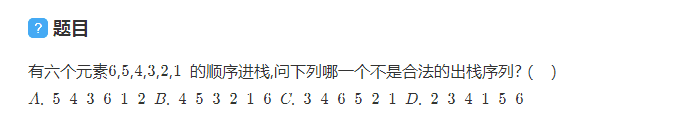 ? 题目
有六个元素6,5,4,3,2,1 的顺序进栈,问下列哪一个不是合法的出栈序列? ( )
A. 5 4 3 6 1 2 B. 4 5 3 2 1 6 C. 3 4 6 5 2 1 D. 2 3 4 1 5 6